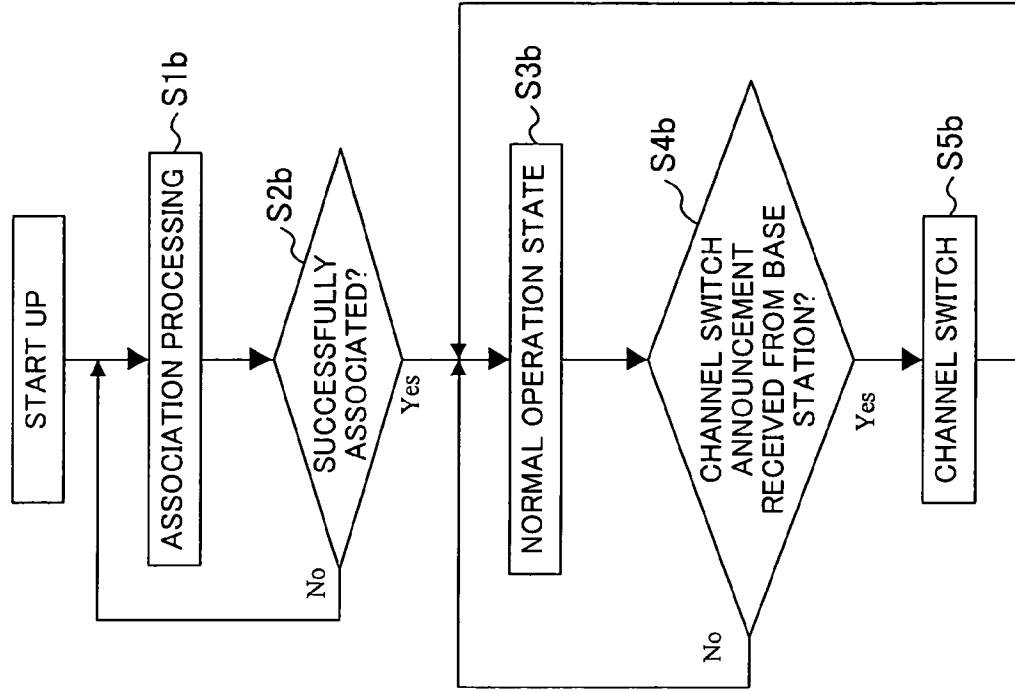 START UP
ASSOCIATION PROCESSING
S1b
SUCCESSFULLY
ASSOCIATED?
S2b
No
Yes
NORMAL OPERATION STATE
S3b
CHANNEL SWITCH
ANNOUNCEMENT
RECEIVED FROM BASE
STATION?
S4b
No
Yes
CHANNEL SWITCH
S5b